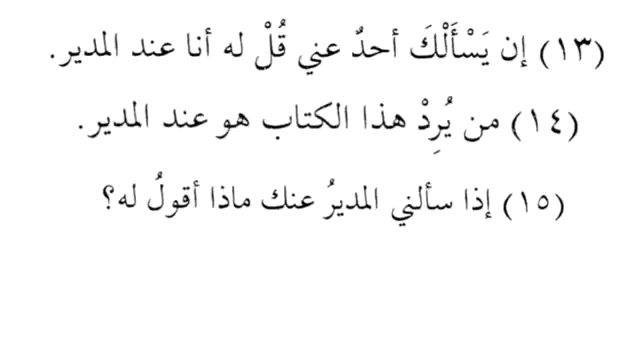 (١٣) إن يَسْأَلْكَ أحدٌ عني قُلْ له أنا عند المدير.
(١٤) من يُرِدْ هذا الكتاب هو عند المدير.
(١٥) إذا سألني المديرُ عنك ماذا أقولُ له؟